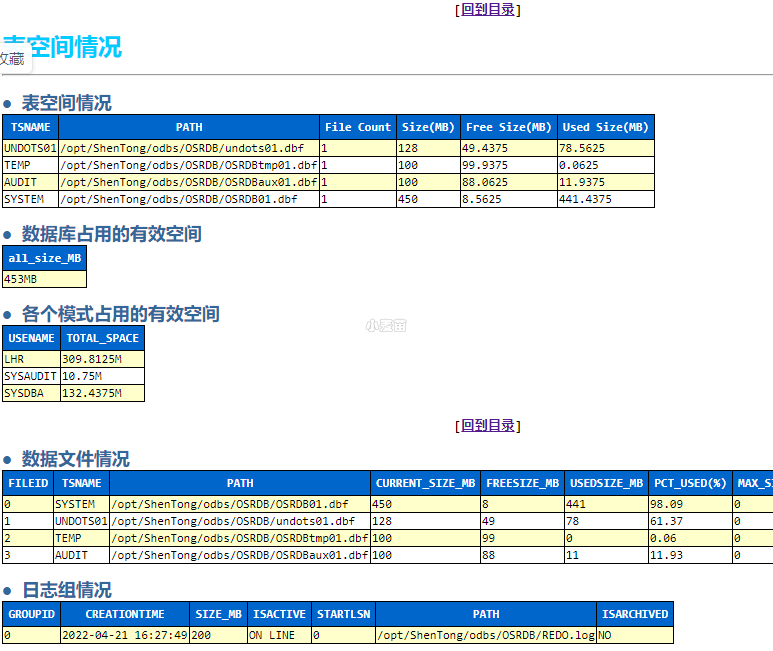 [回到目录]
表空间情况
收藏
● 表空间情况
TSNAME PATH File Count Size(MB) Free Size(MB) Used Size(MB)
UNDOTS01 /opt/ShenTong/odbs/OSRDB/undots01.dbf 1 128 49.4375 78.5625
TEMP /opt/ShenTong/odbs/OSRDB/OSRDBtmp01.dbf 1 100 99.9375 0.0625
AUDIT /opt/ShenTong/odbs/OSRDB/OSRDBaux01.dbf 1 100 88.0625 11.9375
SYSTEM /opt/ShenTong/odbs/OSRDB/OSRDB01.dbf 1 450 8.5625 441.4375
● 数据库占用的有效空间
all_size_MB
453MB
● 各个模式占用的有效空间
USENAME TOTAL_SPACE
LHR 309.8125M
SYSAUDIT 10.75M
SYSDBA 132.4375M
小麦苗
[回到目录]
● 数据文件情况
FILEID TSNAME PATH CURRENT_SIZE_MB FREESIZE_MB USEDSIZE_MB PCT_USED(%) MAX_SI
0 SYSTEM /opt/ShenTong/odbs/OSRDB/OSRDB01.dbf 450 8 441 98.09 0
1 UNDOTS01 /opt/ShenTong/odbs/OSRDB/undots01.dbf 128 49 78 61.37 0
2 TEMP /opt/ShenTong/odbs/OSRDB/OSRDBtmp01.dbf 100 99 0 0.06 0
3 AUDIT /opt/ShenTong/odbs/OSRDB/OSRDBaux01.dbf 100 88 11 11.93 0
● 日志组情况
GROUPID CREATIONTIME SIZE_MB ISACTIVE STARTLSN PATH ISARCHIVED
0 2022-04-21 16:27:49 200 ON LINE 0 /opt/ShenTong/odbs/OSRDB/REDO.log NO